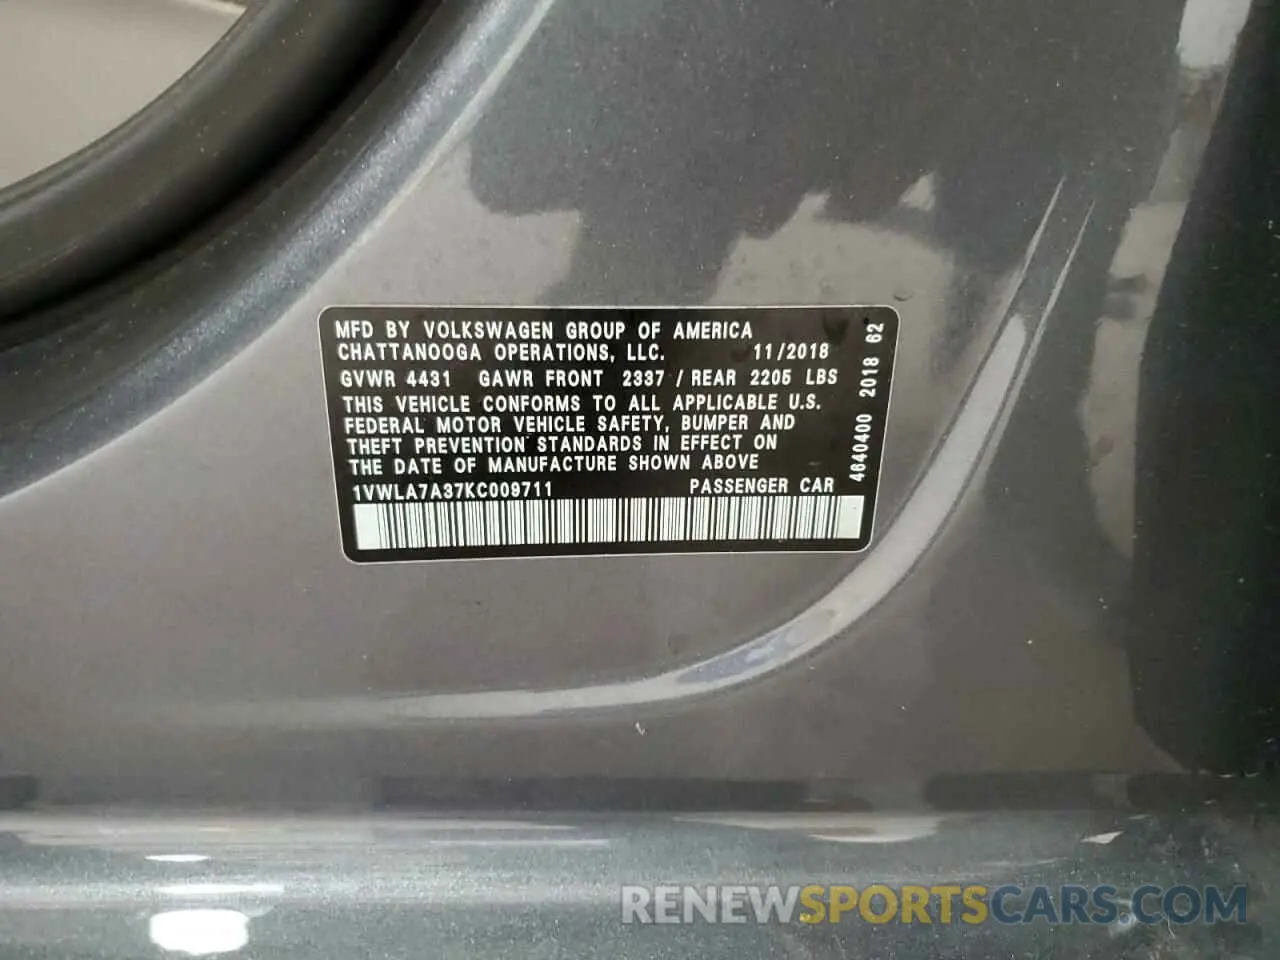 MFD BY VOLKSWAGEN GROUP OF AMERICA
CHATTANOOGA OPERATIONS, LLC. 11/2018
GVWR 4431 GAWR FRONT 2337 / REAR 2205 LBS
THIS VEHICLE CONFORMS TO ALL APPLICABLE U.S.
FEDERAL MOTOR VEHICLE SAFETY, BUMPER AND
THEFT PREVENTION STANDARDS IN EFFECT ON
THE DATE OF MANUFACTURE SHOWN ABOVE
1VWLA7A37KC009711 PASSENGER CAR
4640400 2018 62
RENEWSPORTSCARS.COM